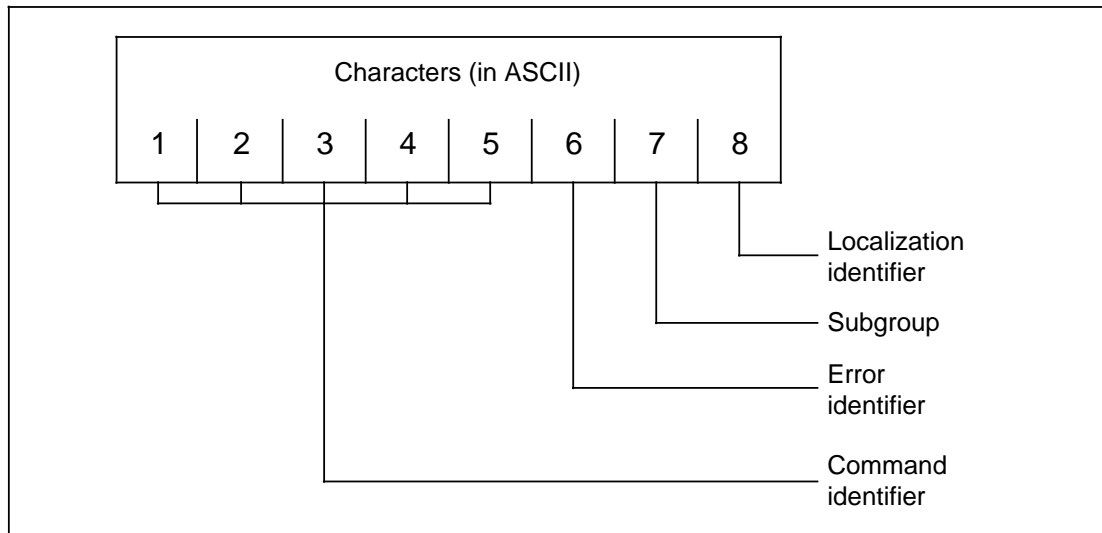 Characters (in ASCII)
1 2 3 4 5 6 7 8
Localization
identifier
Subgroup
Error
identifier
Command
identifier